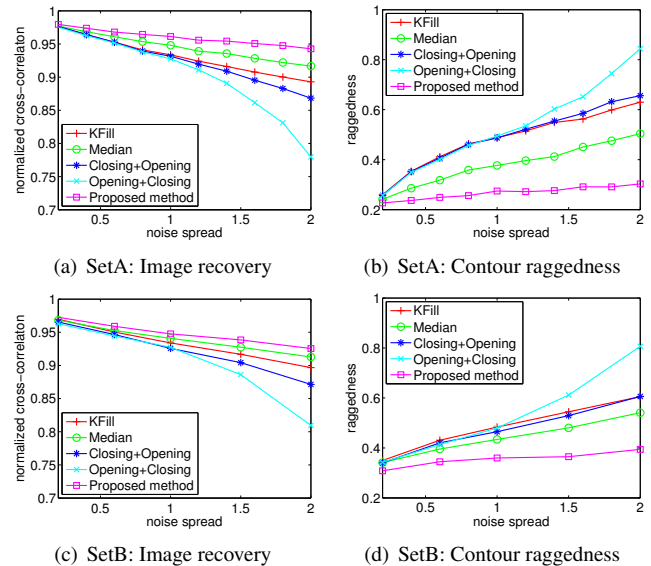 1
0.95
0.9
0.85
0.8
0.75
0.7
normalized cross−correlaton
KFill
Median
Closing+Opening
Opening+Closing
Proposed method
0.5 1 1.5 2
noise spread
(a) SetA: Image recovery
1
0.8
0.6
0.4
0.2
raggedness
KFill
Median
Closing+Opening
Opening+Closing
Proposed method
0.5 1 1.5 2
noise spread
(b) SetA: Contour raggedness
1
0.95
0.9
0.85
0.8
0.75
0.7
normalized cross−correlaton
KFill
Median
Closing+Opening
Opening+Closing
Proposed method
0.5 1 1.5 2
noise spread
(c) SetB: Image recovery
1
0.8
0.6
0.4
0.2
raggedness
KFill
Median
Closing+Opening
Opening+Closing
Proposed method
0.5 1 1.5 2
noise spread
(d) SetB: Contour raggedness